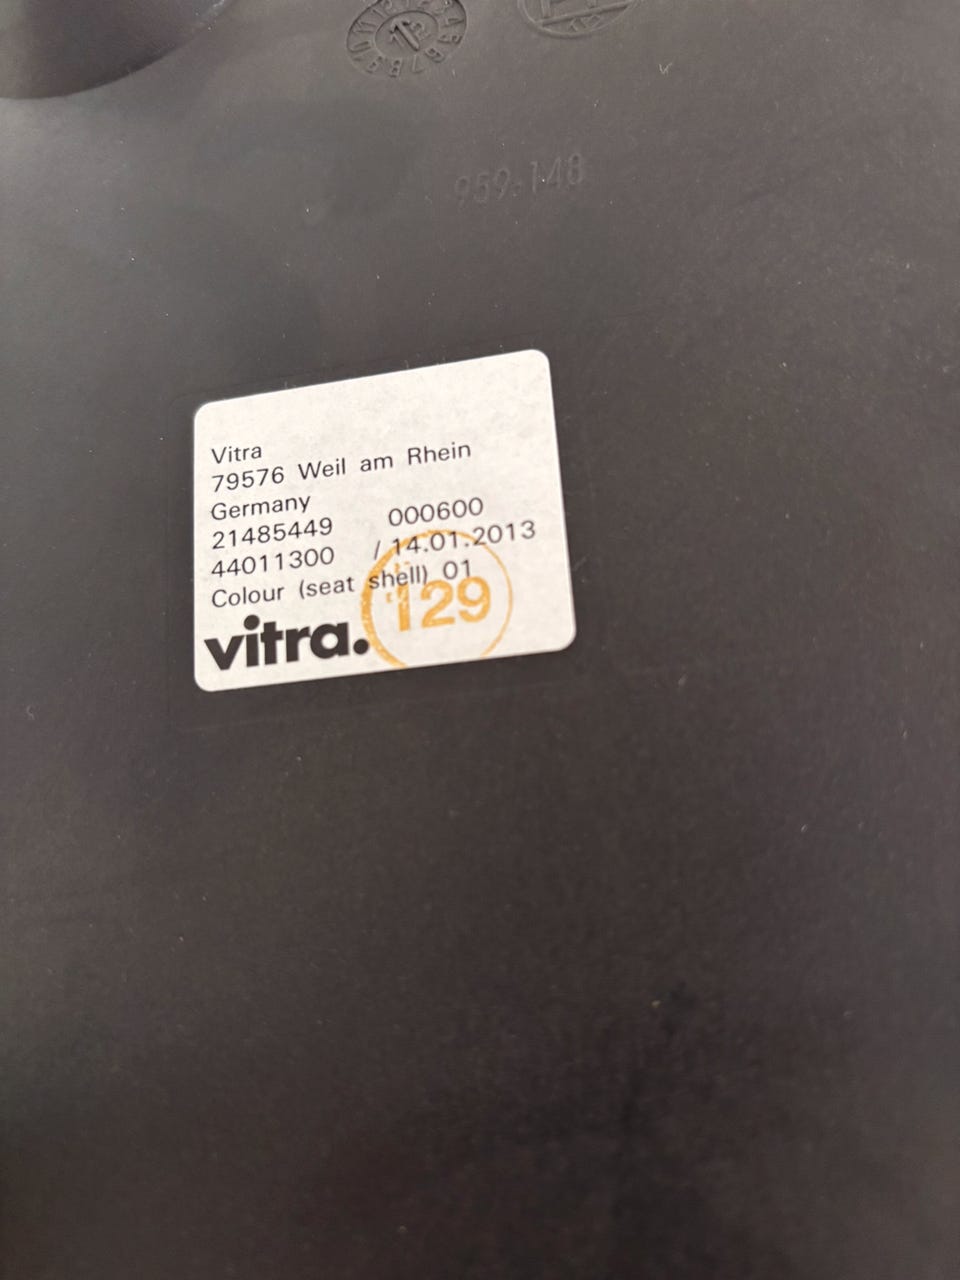 959-148
Vitra
79576 Weil am Rhein
Germany
21485449 000600
44011300 / 14.01.2013
Colour (seat shell) 01
129
vitra.